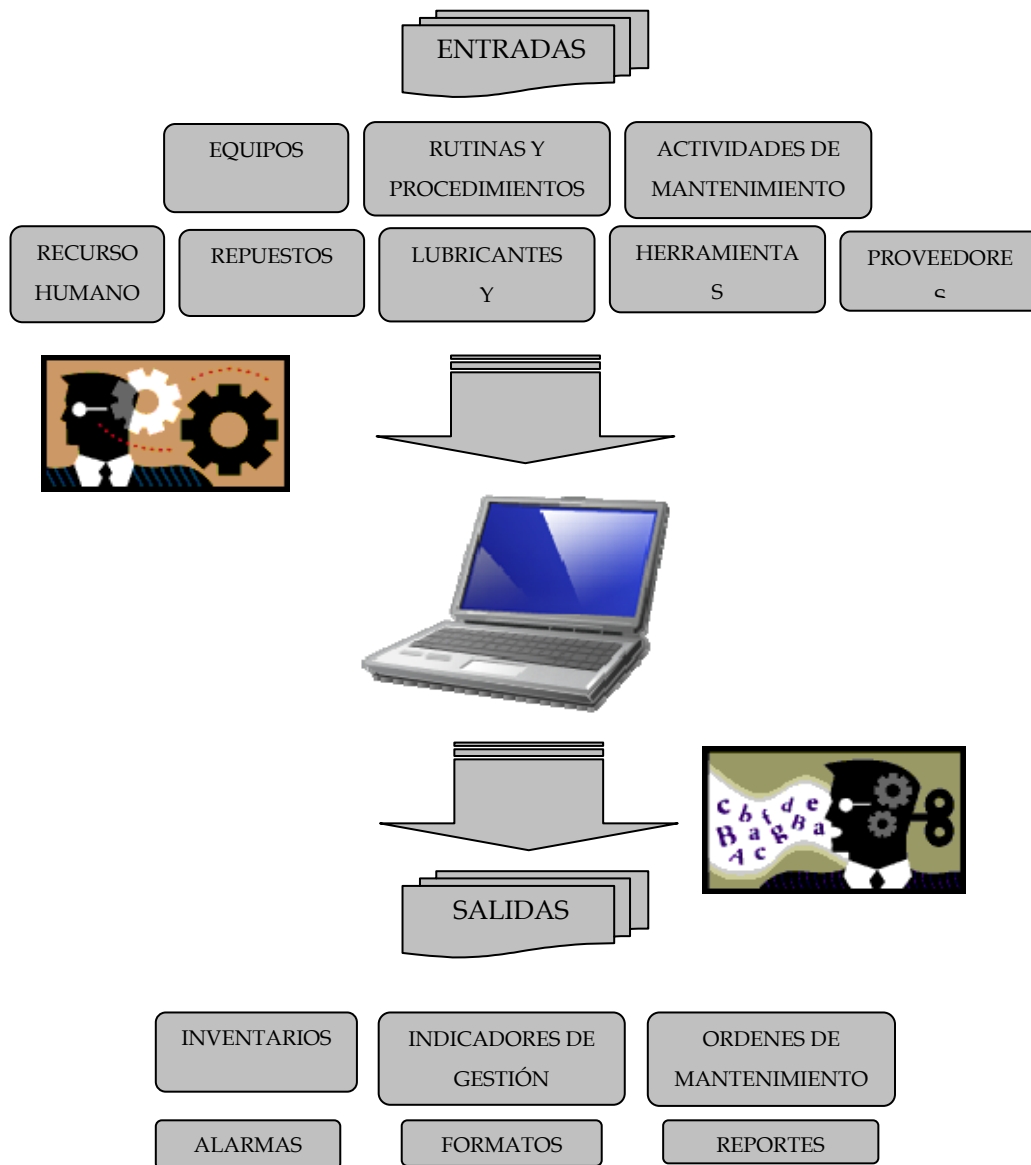 ENTRADAS
EQUIPOS
RUTINAS Y
PROCEDIMIENTOS
ACTIVIDADES DE
MANTENIMIENTO
RECURSO
HUMANO
REPUESTOS
LUBRICANTES
Y
HERRAMIENTA
S
PROVEEDORE
S
c b f d e
B a g B a
A c
SALIDAS
INVENTARIOS
INDICADORES DE
GESTIÓN
ORDENES DE
MANTENIMIENTO
ALARMAS
FORMATOS
REPORTES